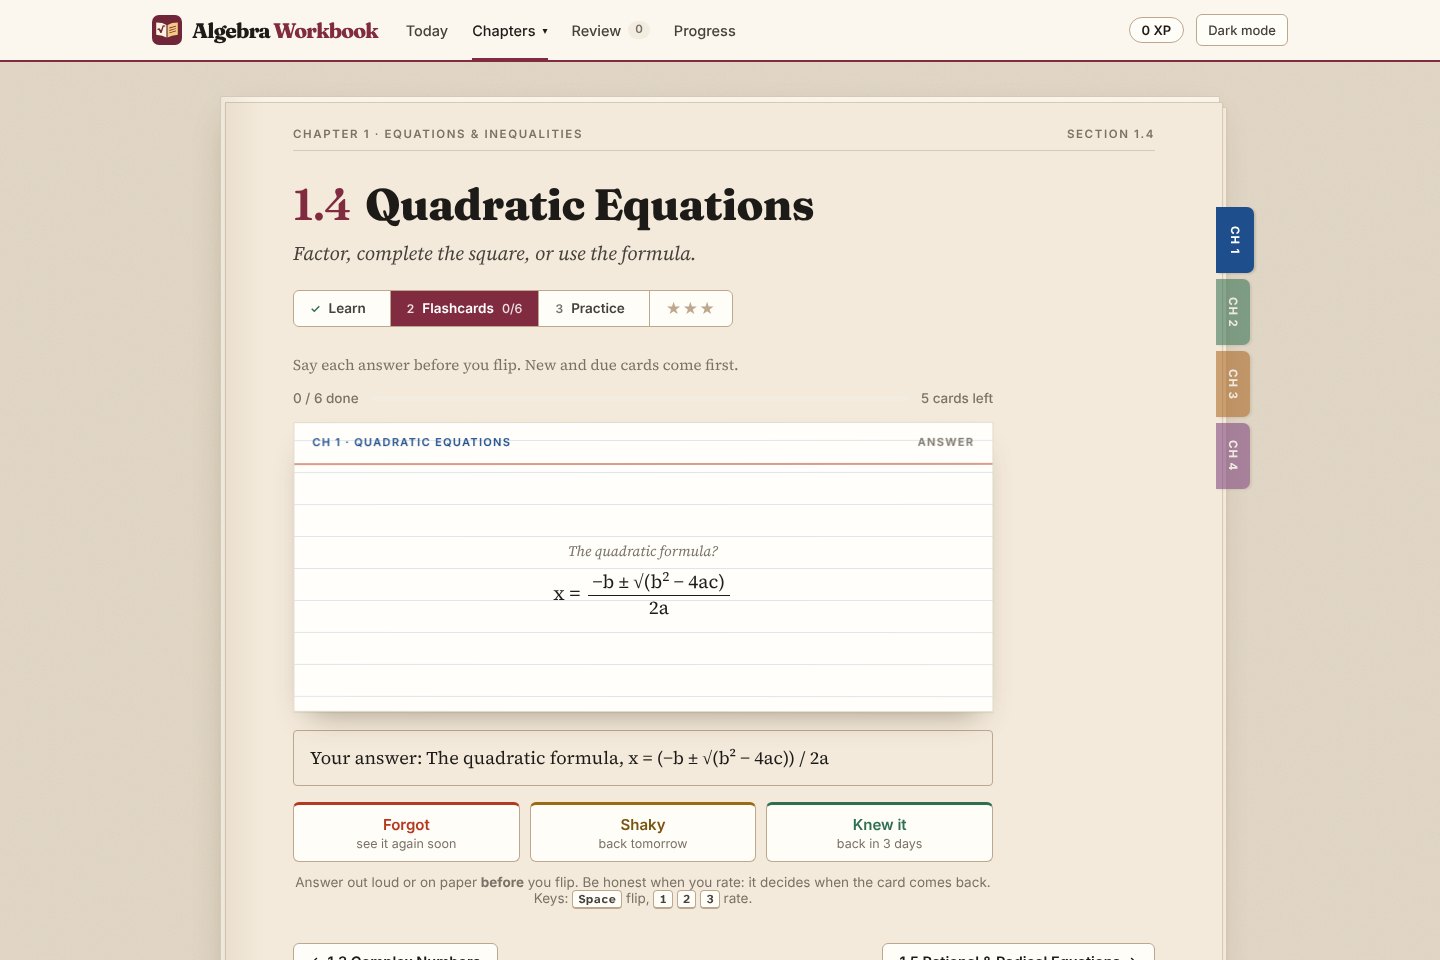 Algebra Workbook Today Chapters ▾ Review 0 Progress 0 XP Dark mode
CHAPTER 1 · EQUATIONS & INEQUALITIES SECTION 1.4
1.4 Quadratic Equations
Factor, complete the square, or use the formula.
✓ Learn 2 Flashcards 0/6 3 Practice ★★★
Say each answer before you flip. New and due cards come first.
0 / 6 done 5 cards left
CH 1 · QUADRATIC EQUATIONS ANSWER
The quadratic formula?
x = −b ± √(b² − 4ac)
2a
Your answer: The quadratic formula, x = (−b ± √(b² − 4ac)) / 2a
Forgot Shaky Knew it
see it again soon back tomorrow back in 3 days
Answer out loud or on paper before you flip. Be honest when you rate: it decides when the card comes back.
Keys: Space flip, 1 2 3 rate.
CH 1
CH 2
CH 3
CH 4